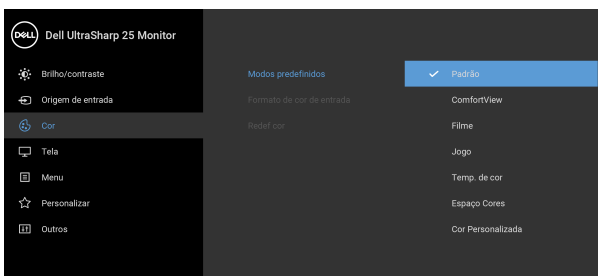 DELL Dell UltraSharp 25 Monitor
Brilho/contraste Modos predefinidos Padrão
Origem de entrada Formato de cor de entrada ComfortView
Cor Redef cor Filme
Tela Jogo
Menu Temp. de cor
Personalizar Espaço Cores
Outros Cor Personalizada